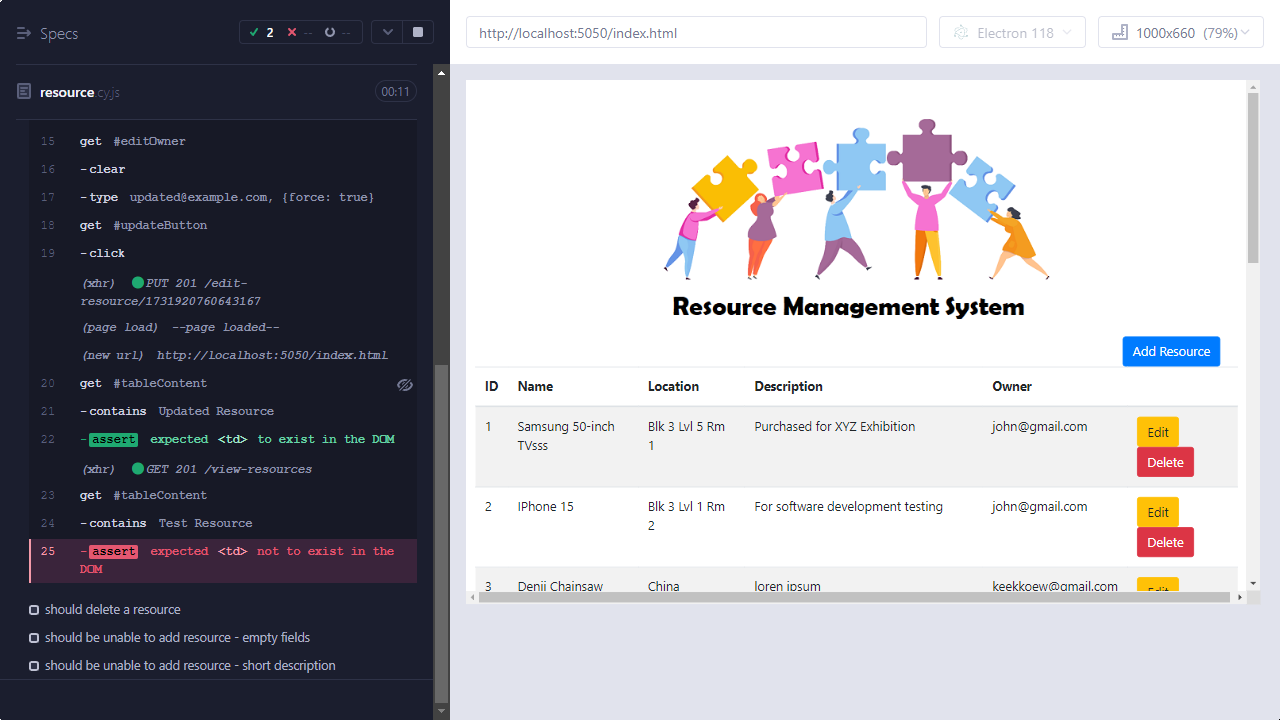 Specs
2
--
--
resource.cy.js
00:11
15 get #editOwner
16 -clear
17 -type updated@example.com, {force: true}
18 get #updateButton
19 -click
(xhr) PUT 201 /edit-
resource/1731920760643167
(page load) --page loaded--
(new url) http://localhost:5050/index.html
20 get #tableContent
21 -contains Updated Resource
22 -assert expected <td> to exist in the DOM
(xhr) GET 201 /view-resources
23 get #tableContent
24 -contains Test Resource
25 -assert expected <td> not to exist in the
DOM
should delete a resource
should be unable to add resource - empty fields
should be unable to add resource - short description
http://localhost:5050/index.html
Electron 118
1000x660 (79%)
Resource Management System
Add Resource
ID Name Location Description Owner
1 Samsung 50-inch Blk 3 Lvl 5 Rm Purchased for XYZ Exhibition john@gmail.com Edit
TVsss 1
Delete
2 IPhone 15 Blk 3 Lvl 1 Rm For software development testing john@gmail.com Edit
2
Delete
3 Denji Chainsaw China loren ipsum keekkoew@gmail.com Edit